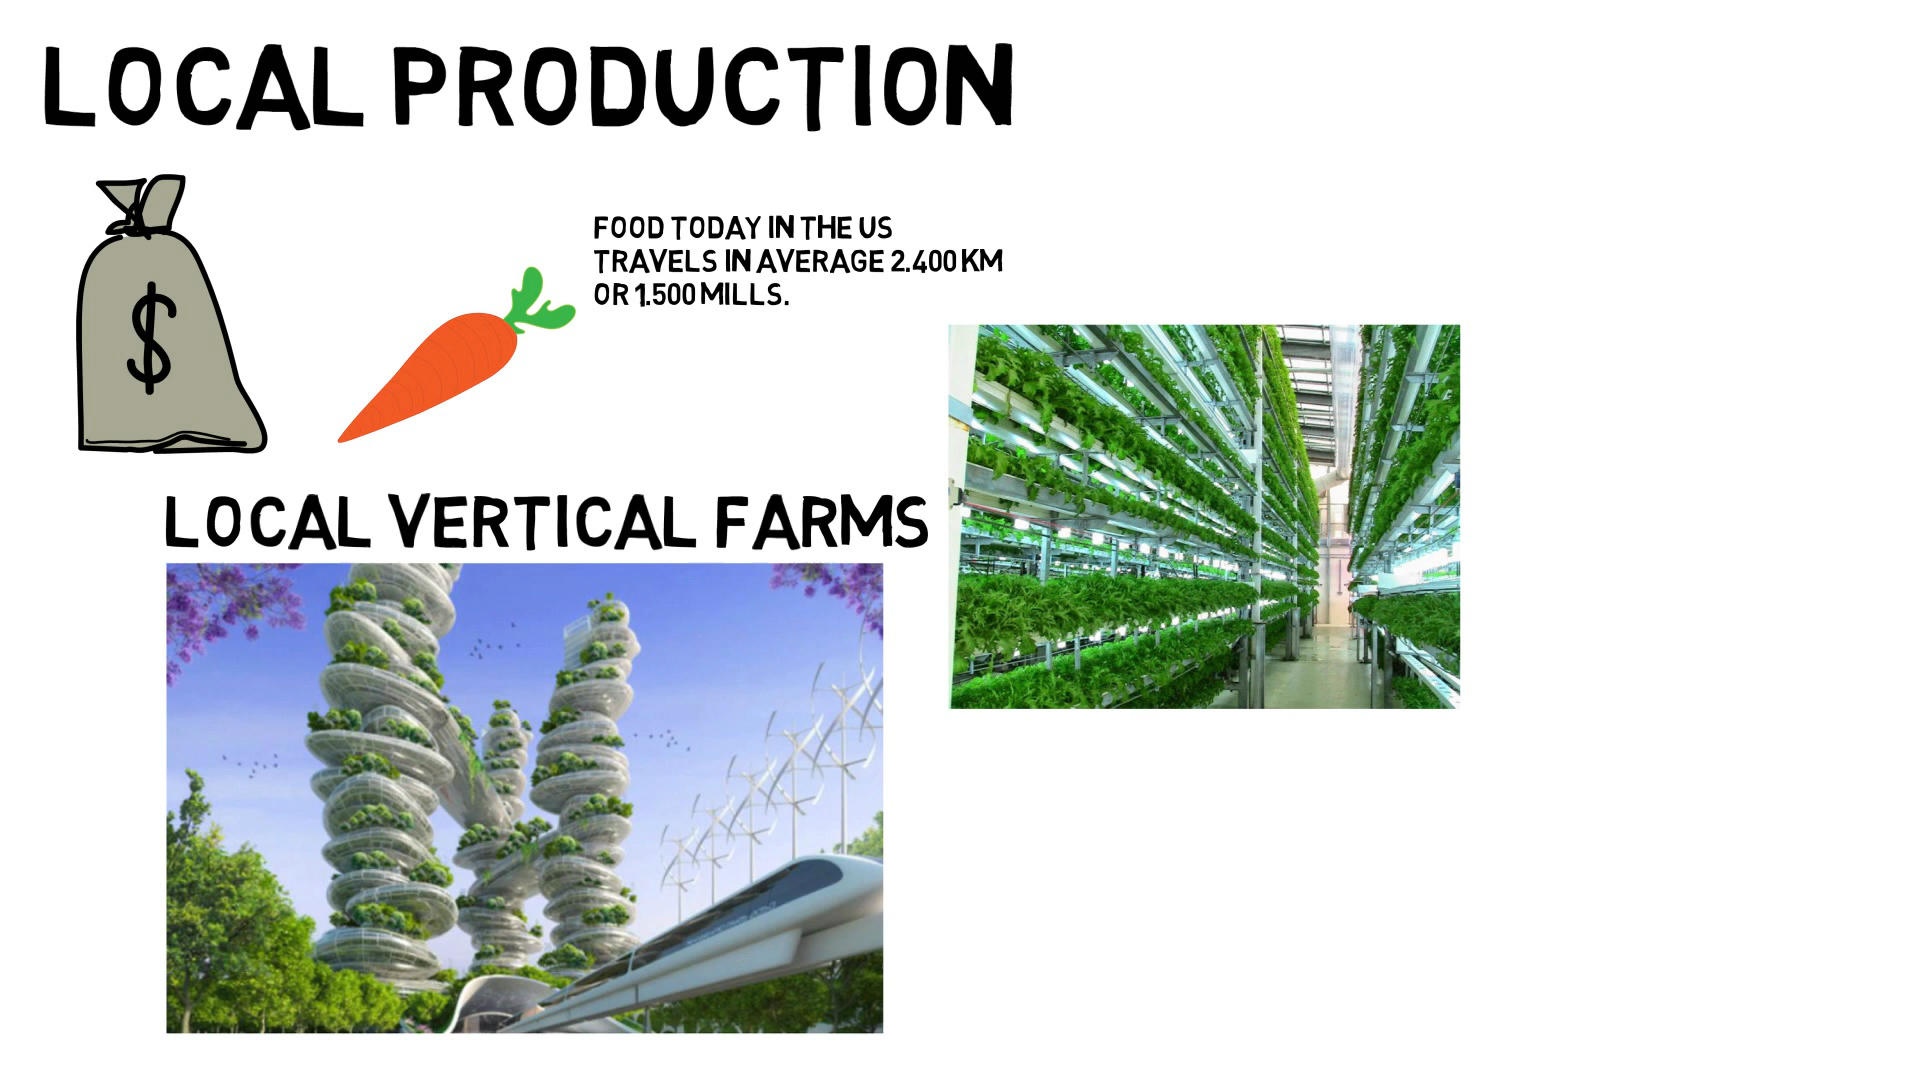 LOCAL PRODUCTION
$
FOOD TODAY IN THE US
TRAVELS IN AVERAGE 2.400 KM
OR 1.500 MILLS.
LOCAL VERTICAL FARMS